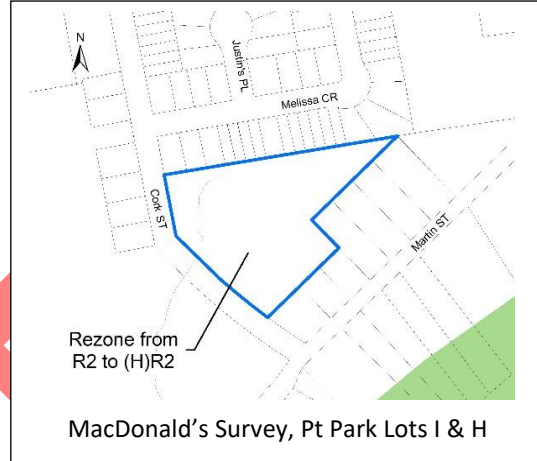 N
Justin's PL
Melissa CR
Cork ST
Martin ST
Rezone from
R2 to (H)R2
MacDonald's Survey, Pt Park Lots I & H